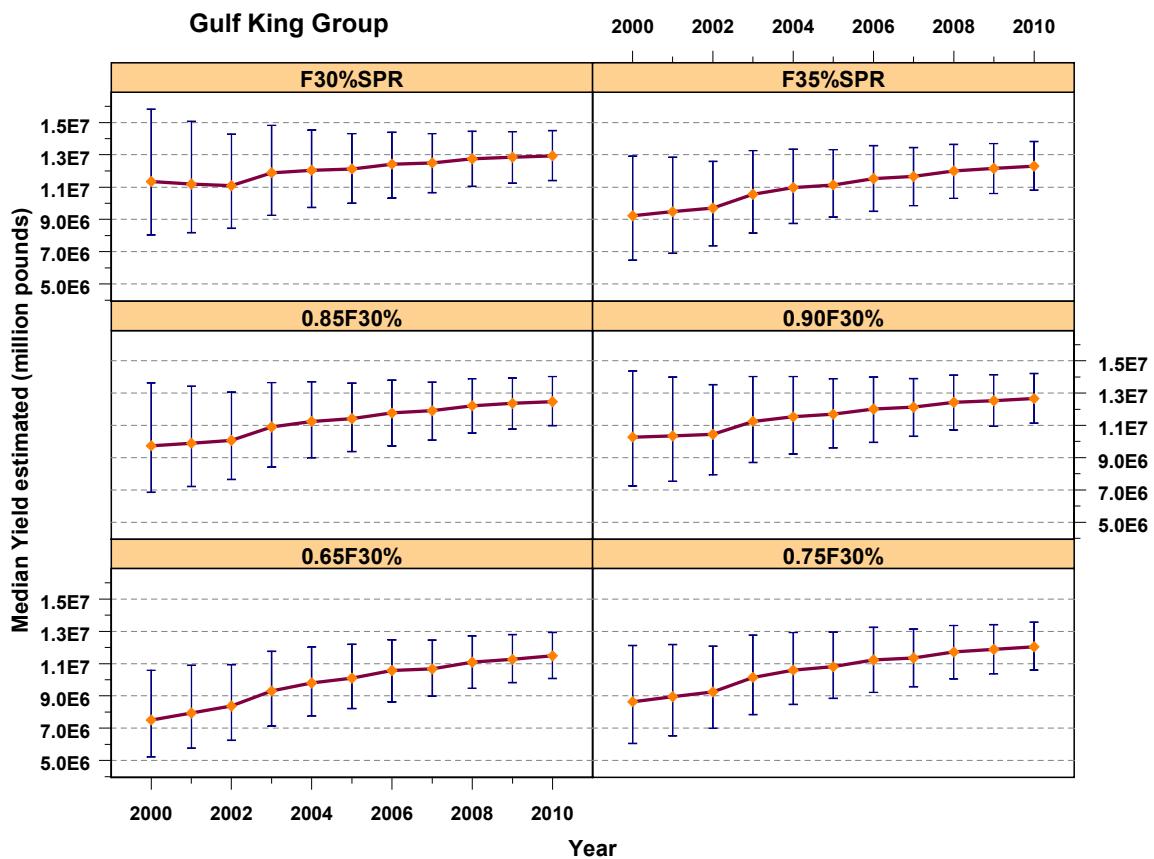 Gulf King Group
2000 2002 2004 2006 2008 2010
F30%SPR F35%SPR
1.5E7
1.3E7
1.1E7
9.0E6
7.0E6
5.0E6
0.85F30% 0.90F30%
1.5E7
1.3E7
1.1E7
9.0E6
7.0E6
5.0E6
0.65F30% 0.75F30%
1.5E7
1.3E7
1.1E7
9.0E6
7.0E6
5.0E6
2000 2002 2004 2006 2008 2010
Year
Median Yield estimated (million pounds)